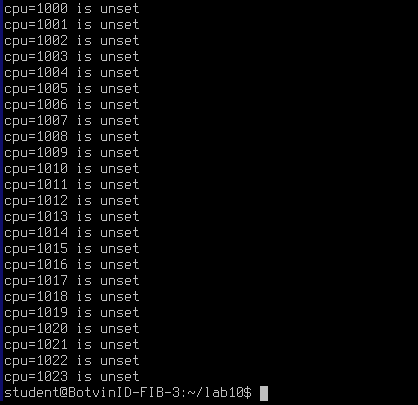 cpu=1000 is unset
cpu=1001 is unset
cpu=1002 is unset
cpu=1003 is unset
cpu=1004 is unset
cpu=1005 is unset
cpu=1006 is unset
cpu=1007 is unset
cpu=1008 is unset
cpu=1009 is unset
cpu=1010 is unset
cpu=1011 is unset
cpu=1012 is unset
cpu=1013 is unset
cpu=1014 is unset
cpu=1015 is unset
cpu=1016 is unset
cpu=1017 is unset
cpu=1018 is unset
cpu=1019 is unset
cpu=1020 is unset
cpu=1021 is unset
cpu=1022 is unset
cpu=1023 is unset
student@BotvinID-FIB-3:~/lab10$